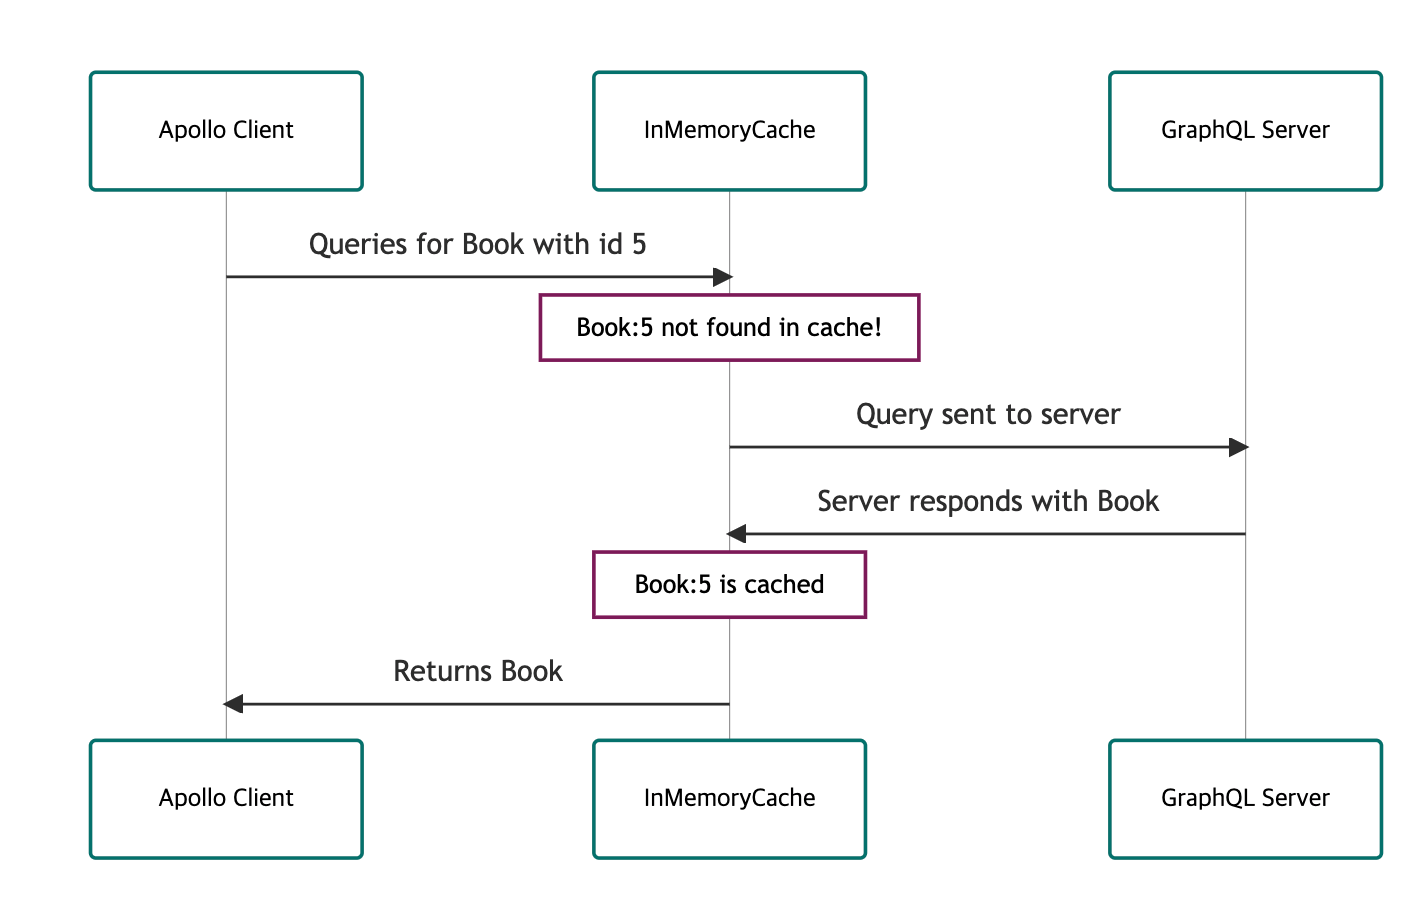 Apollo Client
InMemoryCache
GraphQL Server
Queries for Book with id 5
Book:5 not found in cache!
Query sent to server
Server responds with Book
Book:5 is cached
Returns Book
Apollo Client
InMemoryCache
GraphQL Server